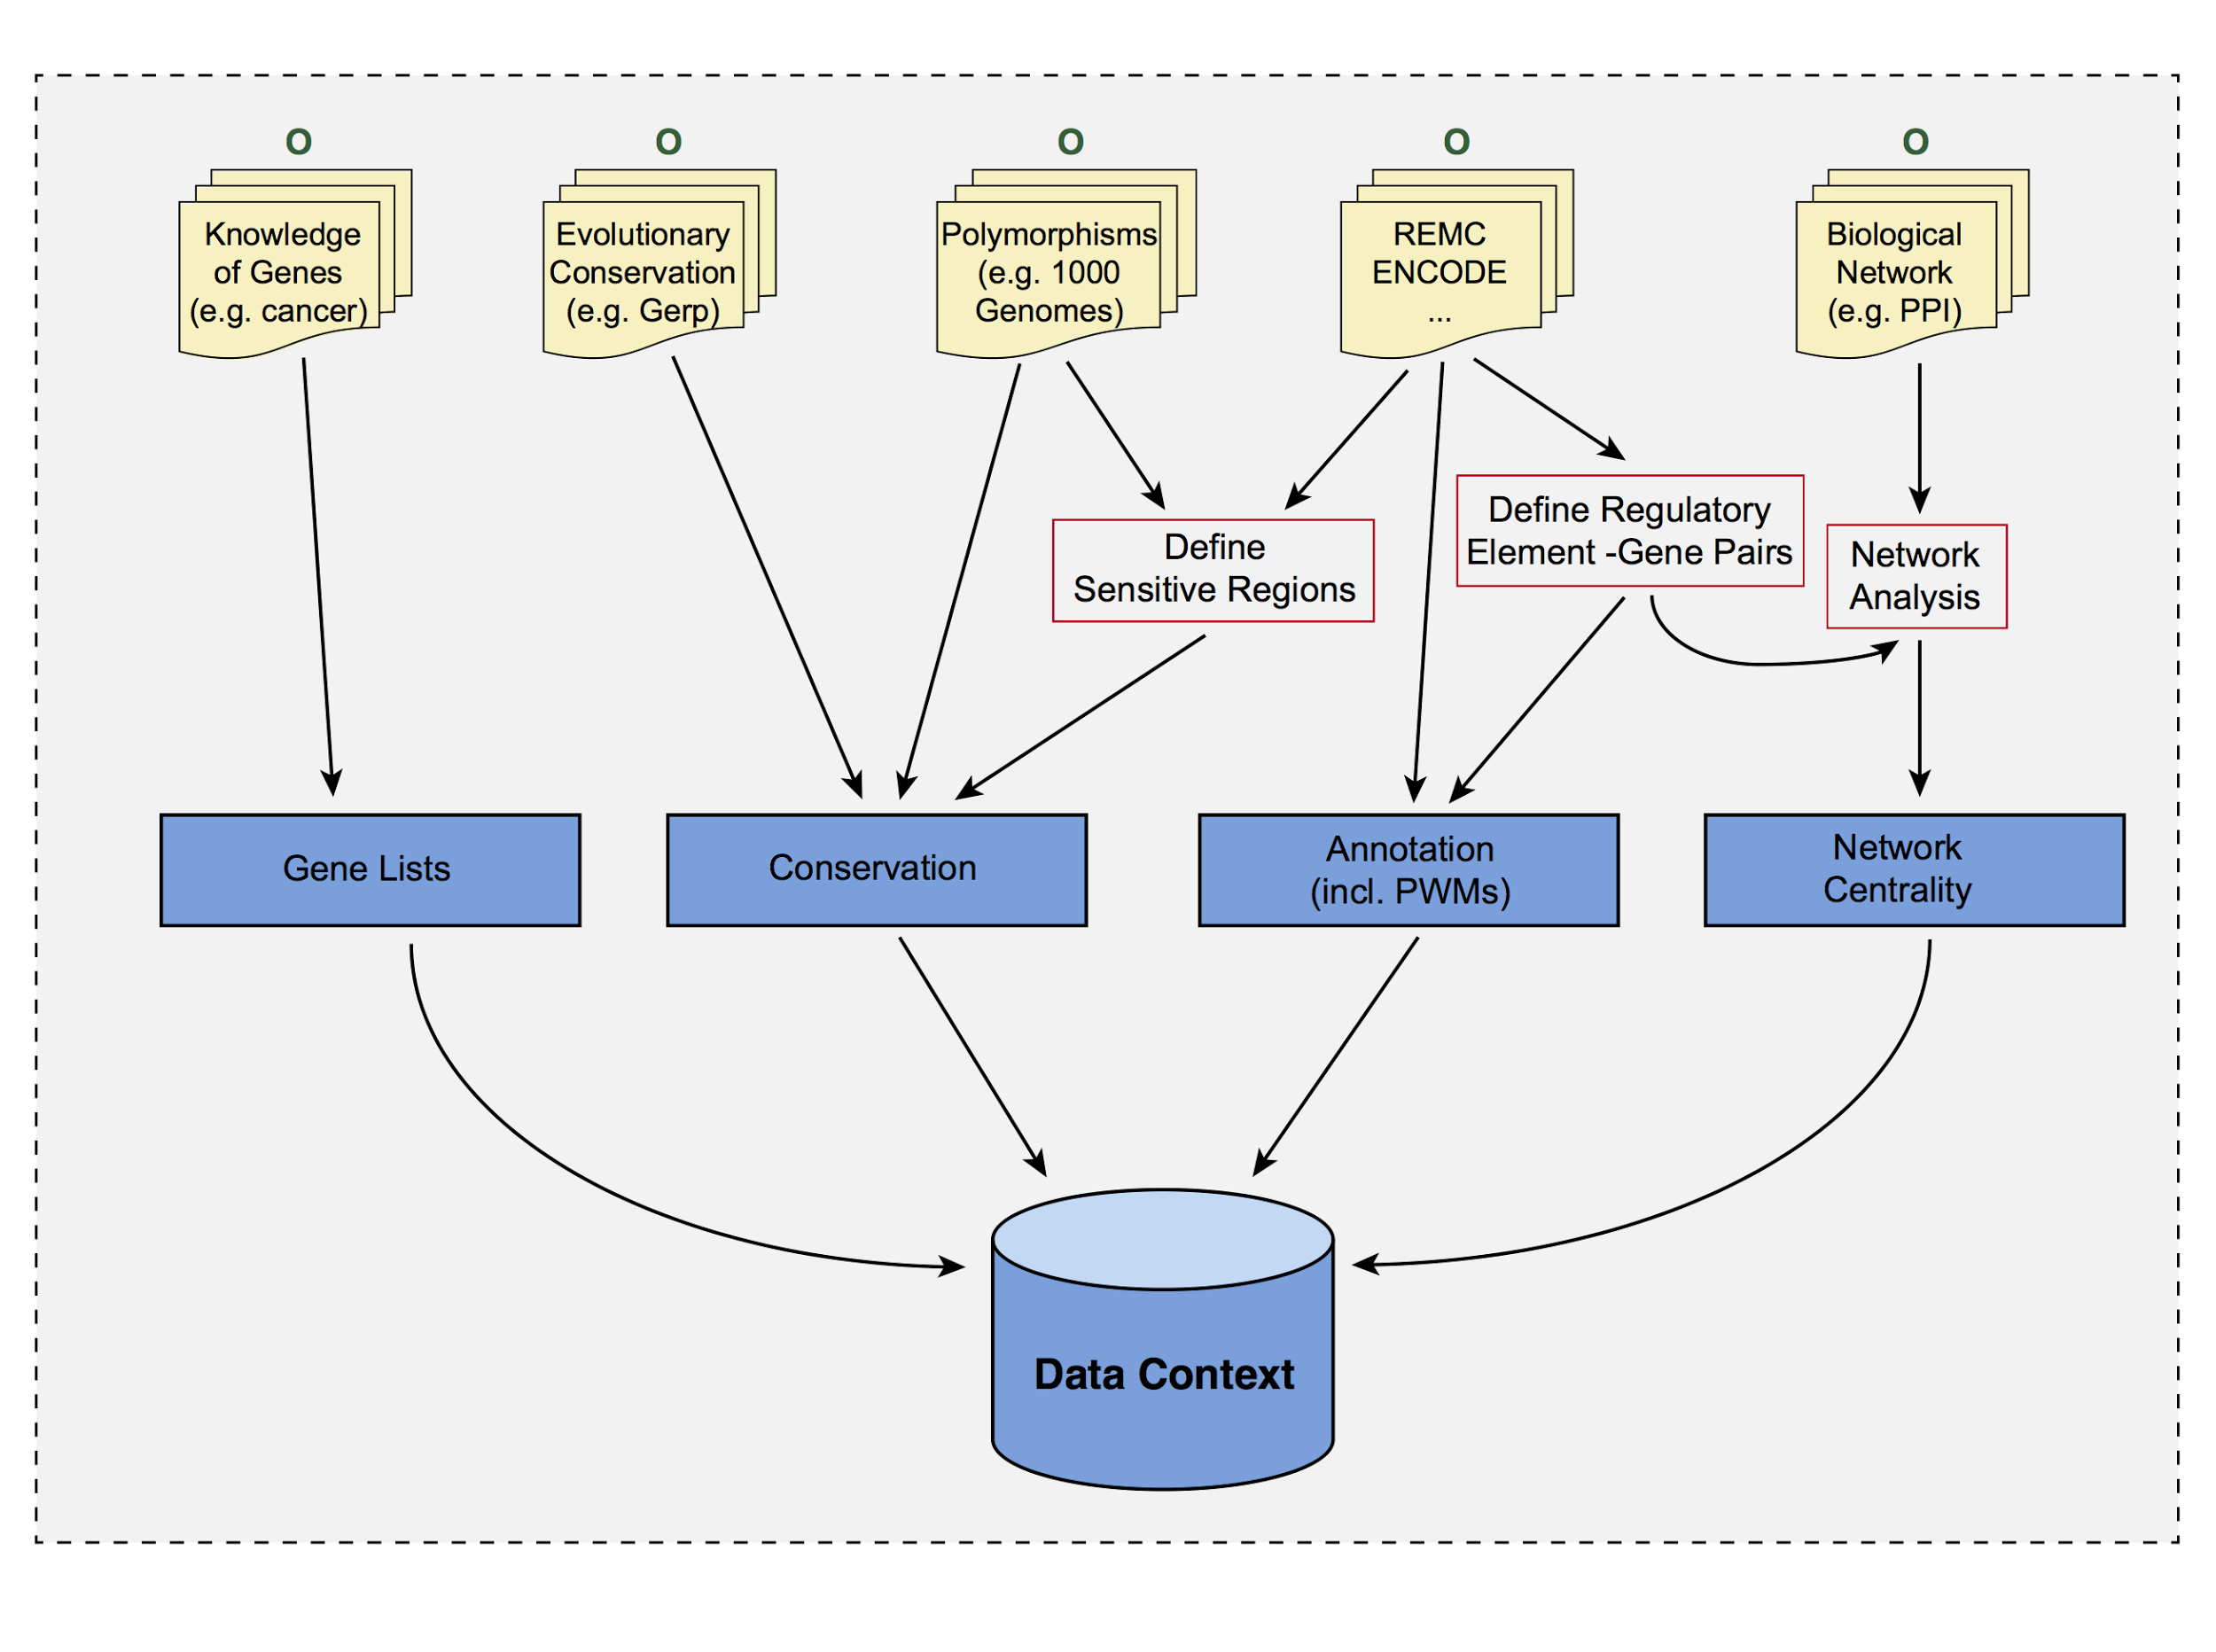 O
O
O
O
O
Knowledge
of Genes
(e.g. cancer)
Evolutionary
Conservation
(e.g. Gerp)
Polymorphisms
(e.g. 1000
Genomes)
REMC
ENCODE
...
Biological
Network
(e.g. PPI)
Define
Sensitive Regions
Define Regulatory
Element -Gene Pairs
Network
Analysis
Gene Lists
Conservation
Annotation
(incl. PWMs)
Network
Centrality
Data Context